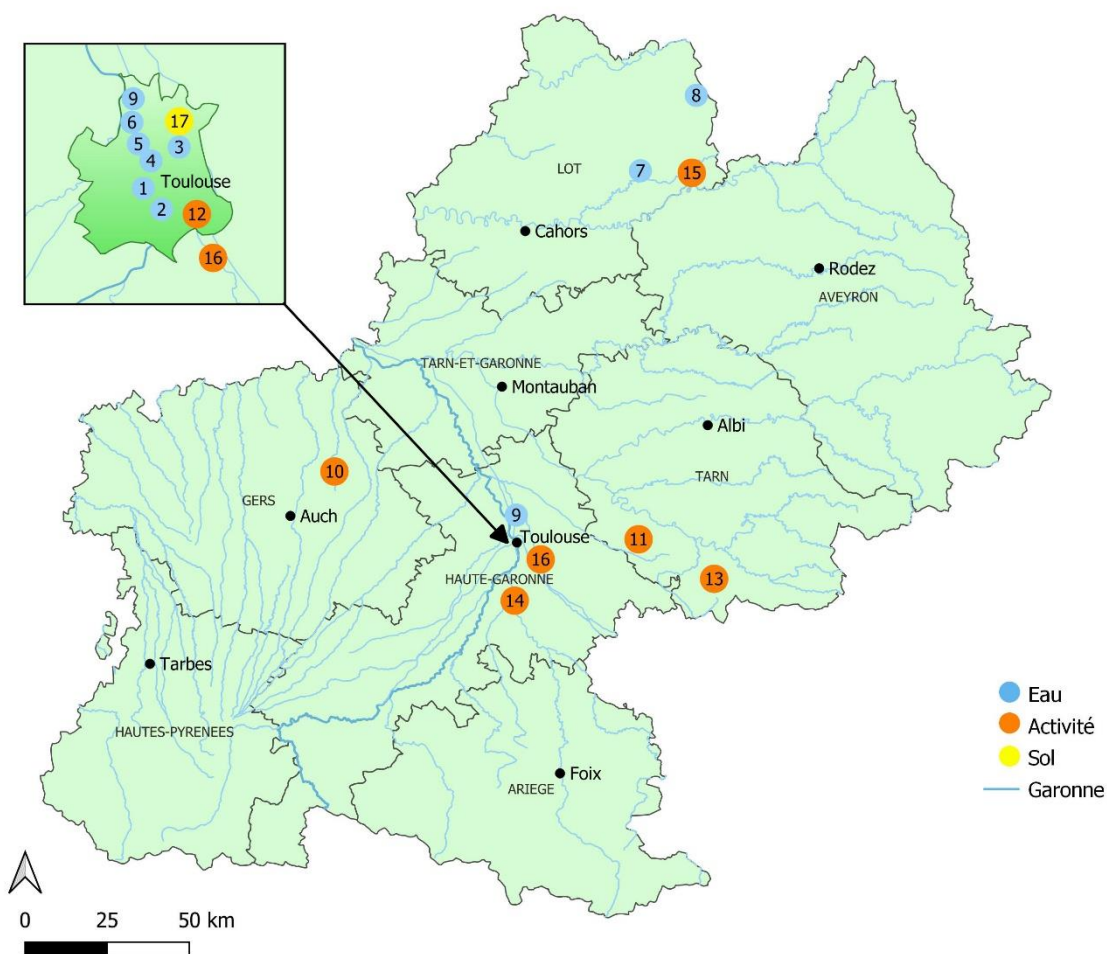 9
6
17
5
3
4
Toulouse
1
2
12
16
8
7
15
LOT
Cahors
Rodez
AVEYRON
TARN-ET-GARONNE
Montauban
Albi
TARN
10
GERS
Auch
9
Toulouse
11
16
HAUTE-GARONNE
13
14
Tarbes
HAUTES-PYRENEES
Foix
ARIEGE
Eau
Activité
Sol
Garonne
0 25 50 km